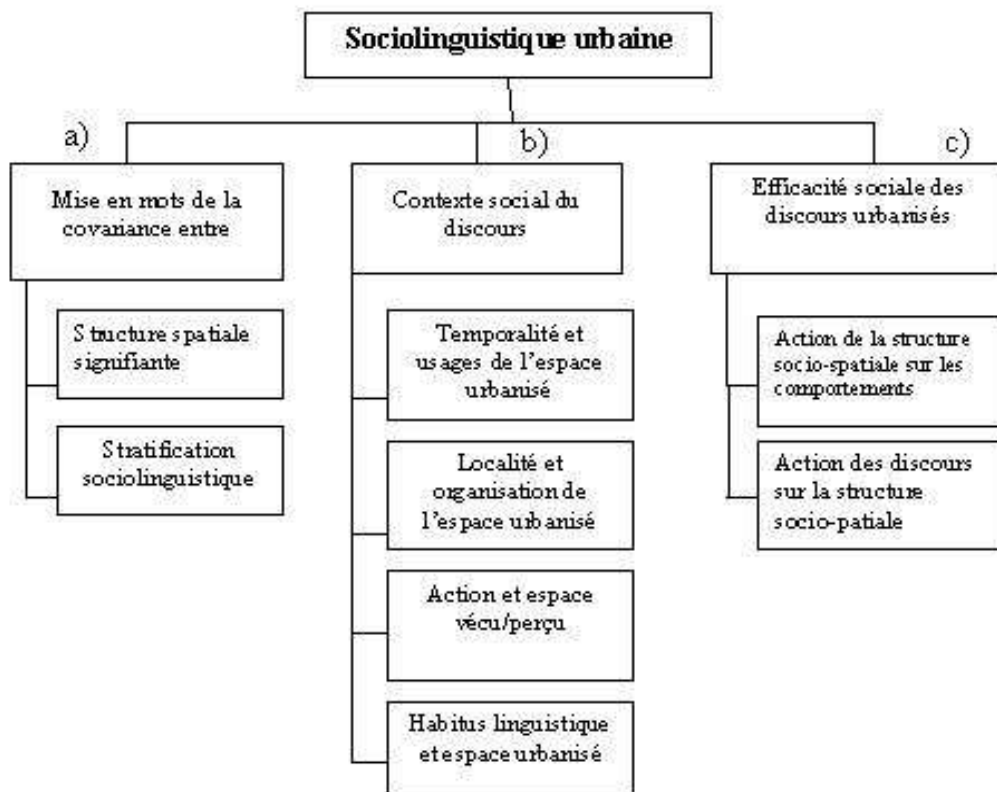 Sociolinguistique urbaine
a)
Mise en mots de la
covariance entre
Structure spatiale
signifiante
Stratification
sociolinguistique
b)
Contexte social du
discours
Temporalité et
usages de l'espace
urbanisé
Localité et
organisation de
l'espace urbanisé
Action et espace
vécu/perçu
Habitus linguistique
et espace urbanisé
c)
Efficacité sociale des
discours urbanisés
Action de la structure
socio-spatiale sur les
comportements
Action des discours
sur la structure
socio-patiale